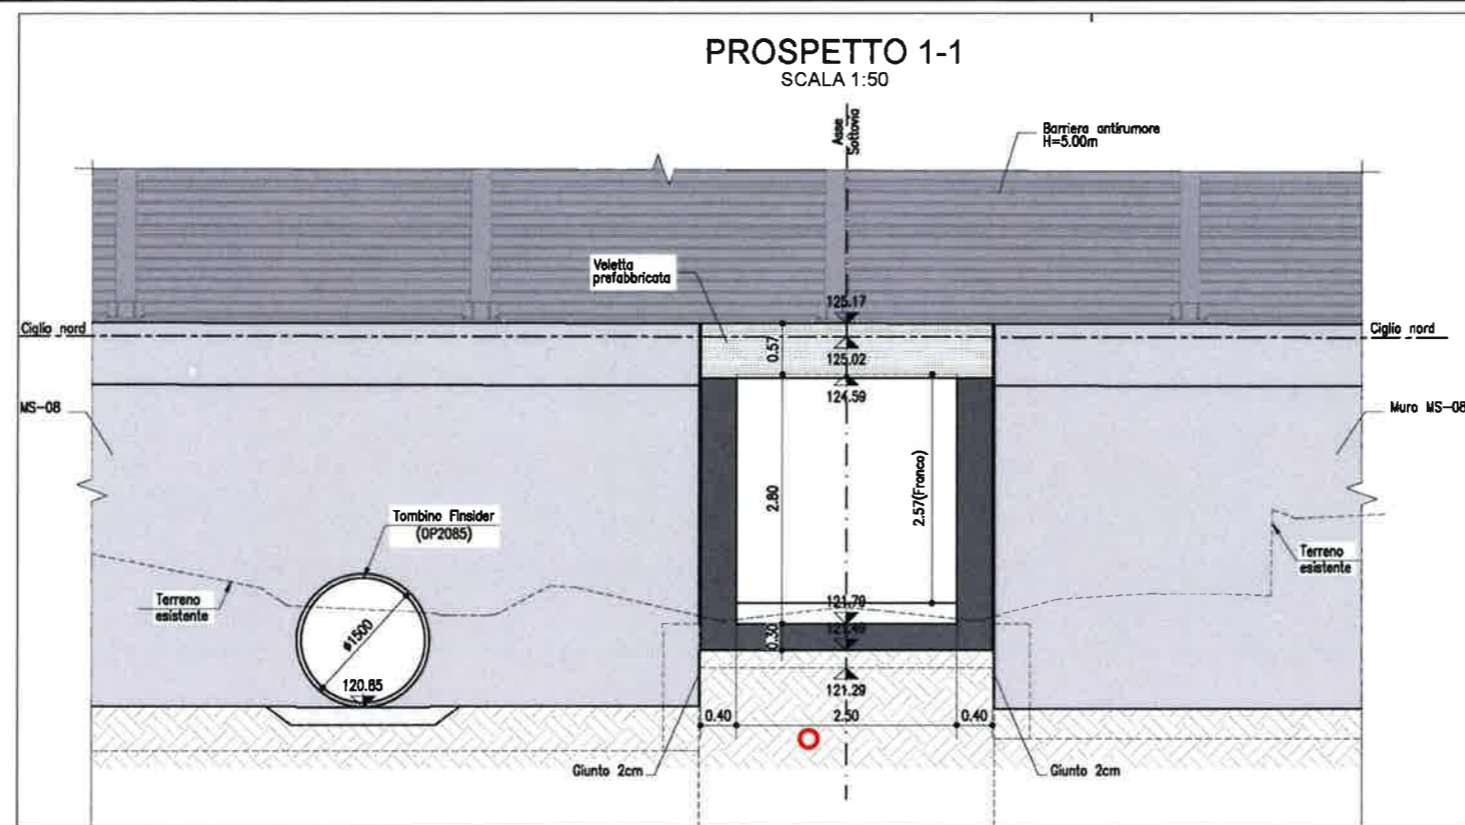 PROSPETTO 1-1
SCALA 1:50
Asse
Sottovia
Barriera antirumore
H=5.00m
Veletta
prefabbricata
125.17
Ciglio nord
Ciglio nord
0.57
125.02
124.59
MS-08
Muro MS-08
2.80
2.57(Franco)
Tombino Finsider
(OP2085)
Terreno
esistente
Terreno
esistente
ø1500
121.79
121.49
0.30
120.85
121.29
0.40
2.50
0.40
Giunto 2cm
Giunto 2cm